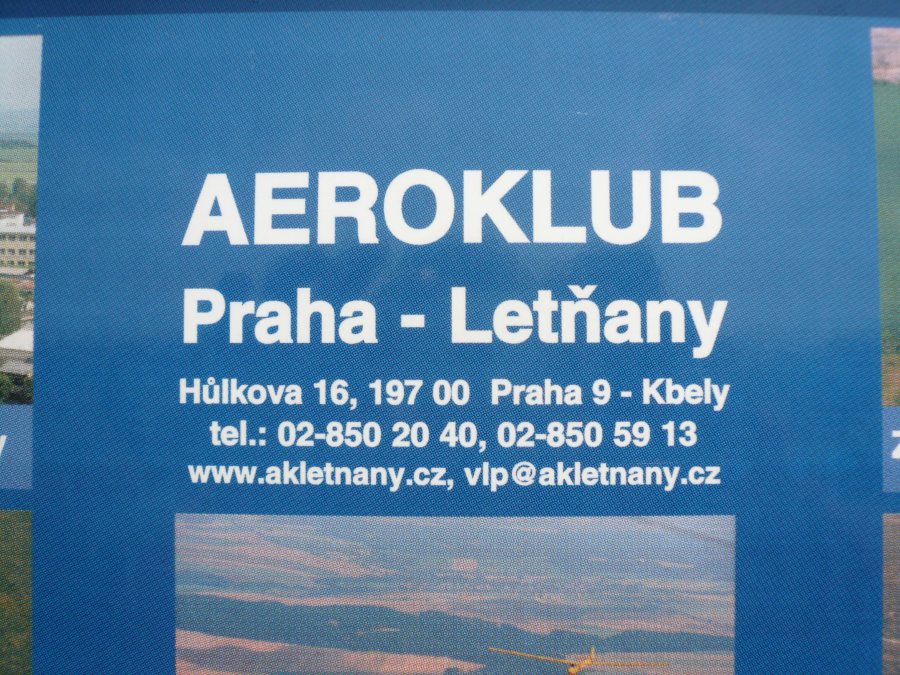 AEROKLUB
Praha - Letňany
Hůlkova 16, 197 00 Praha 9 - Kbely
tel.: 02-850 20 40, 02-850 59 13
www.akletnany.cz, vlp@akletnany.cz